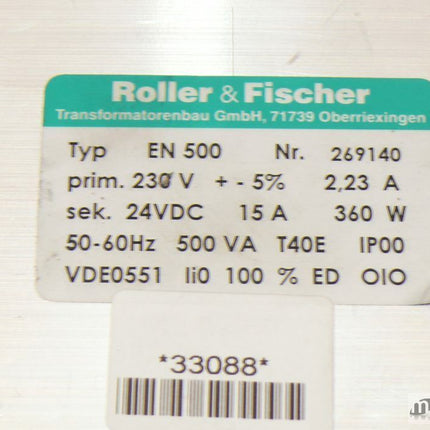 Roller & Fischer
Transformatorenbau GmbH, 71739 Oberriexingen
Typ EN 500 Nr. 269140
prim. 230 V + - 5% 2,23 A
sek. 24VDC 15 A 360 W
50-60Hz 500 VA T40E IP00
VDE0551 Ii0 100 % ED OIO
*33088*